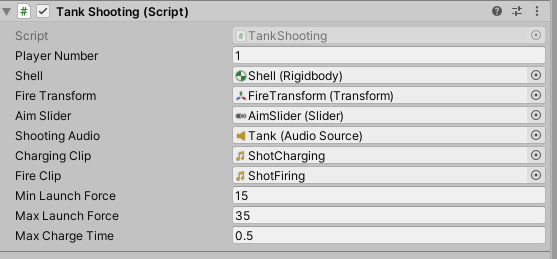 Tank Shooting (Script)
Script TankShooting
Player Number 1
Shell Shell (Rigidbody)
Fire Transform FireTransform (Transform)
Aim Slider AimSlider (Slider)
Shooting Audio Tank (Audio Source)
Charging Clip ShotCharging
Fire Clip ShotFiring
Min Launch Force 15
Max Launch Force 35
Max Charge Time 0.5